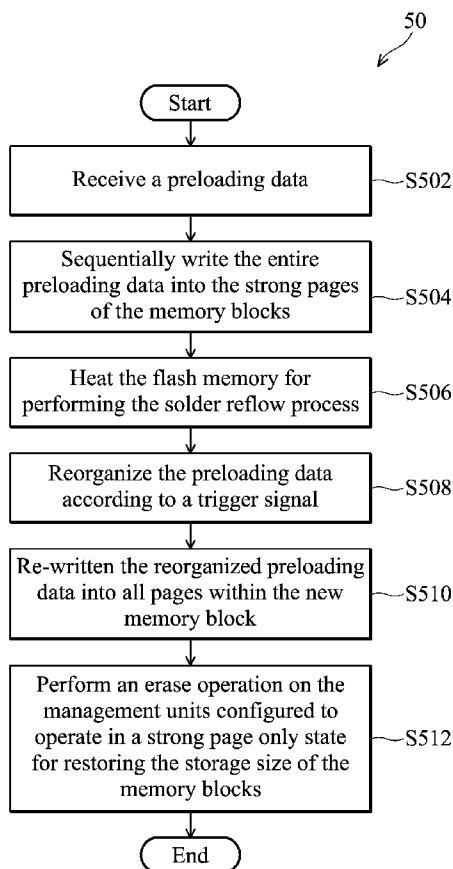 50
Start
Receive a preloading data
S502
Sequentially write the entire
preloading data into the strong pages
of the memory blocks
S504
Heat the flash memory for
performing the solder reflow process
S506
Reorganize the preloading data
according to a trigger signal
S508
Re-written the reorganized preloading
data into all pages within the new
memory block
S510
Perform an erase operation on the
management units configured to
operate in a strong page only state
for restoring the storage size of the
memory blocks
S512
End